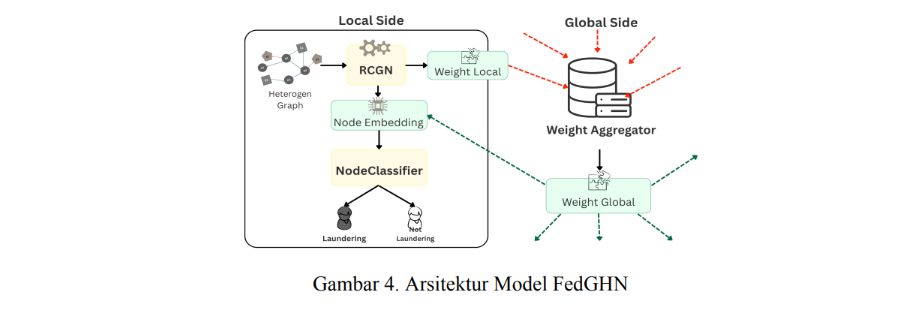 Local Side
Global Side
RCGN
Weight Local
Heterogen
Graph
Node Embedding
Weight Aggregator
NodeClassifier
Weight Global
Laundering
Not
Laundering
Gambar 4. Arsitektur Model FedGHN